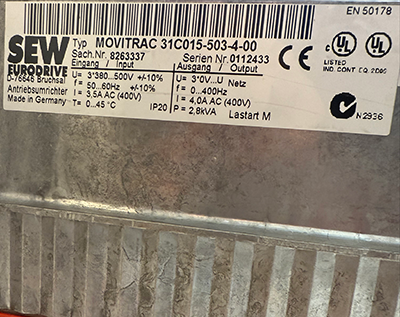 EN 50178
SEW
EURODRIVE
D-76646 Bruchsal
Antriebsumrichter
Made in Germany
Typ MOVITRAC 31C015-503-4-00
Sach.Nr. 8263337 Serien Nr. 0112433
Eingang / Input
U= 3*380...500V +/-10%
f= 50...60Hz +/-10%
I= 3,5A AC (400V)
T= 0...45 °C IP20
Ausgang / Output
U= 3*0V...U Netz
f= 0...400Hz
I= 4,0A AC (400V)
P= 2,8kVA Lastart M
CE
C UL UL
LISTED
IND. CONT. EQ.
N2936